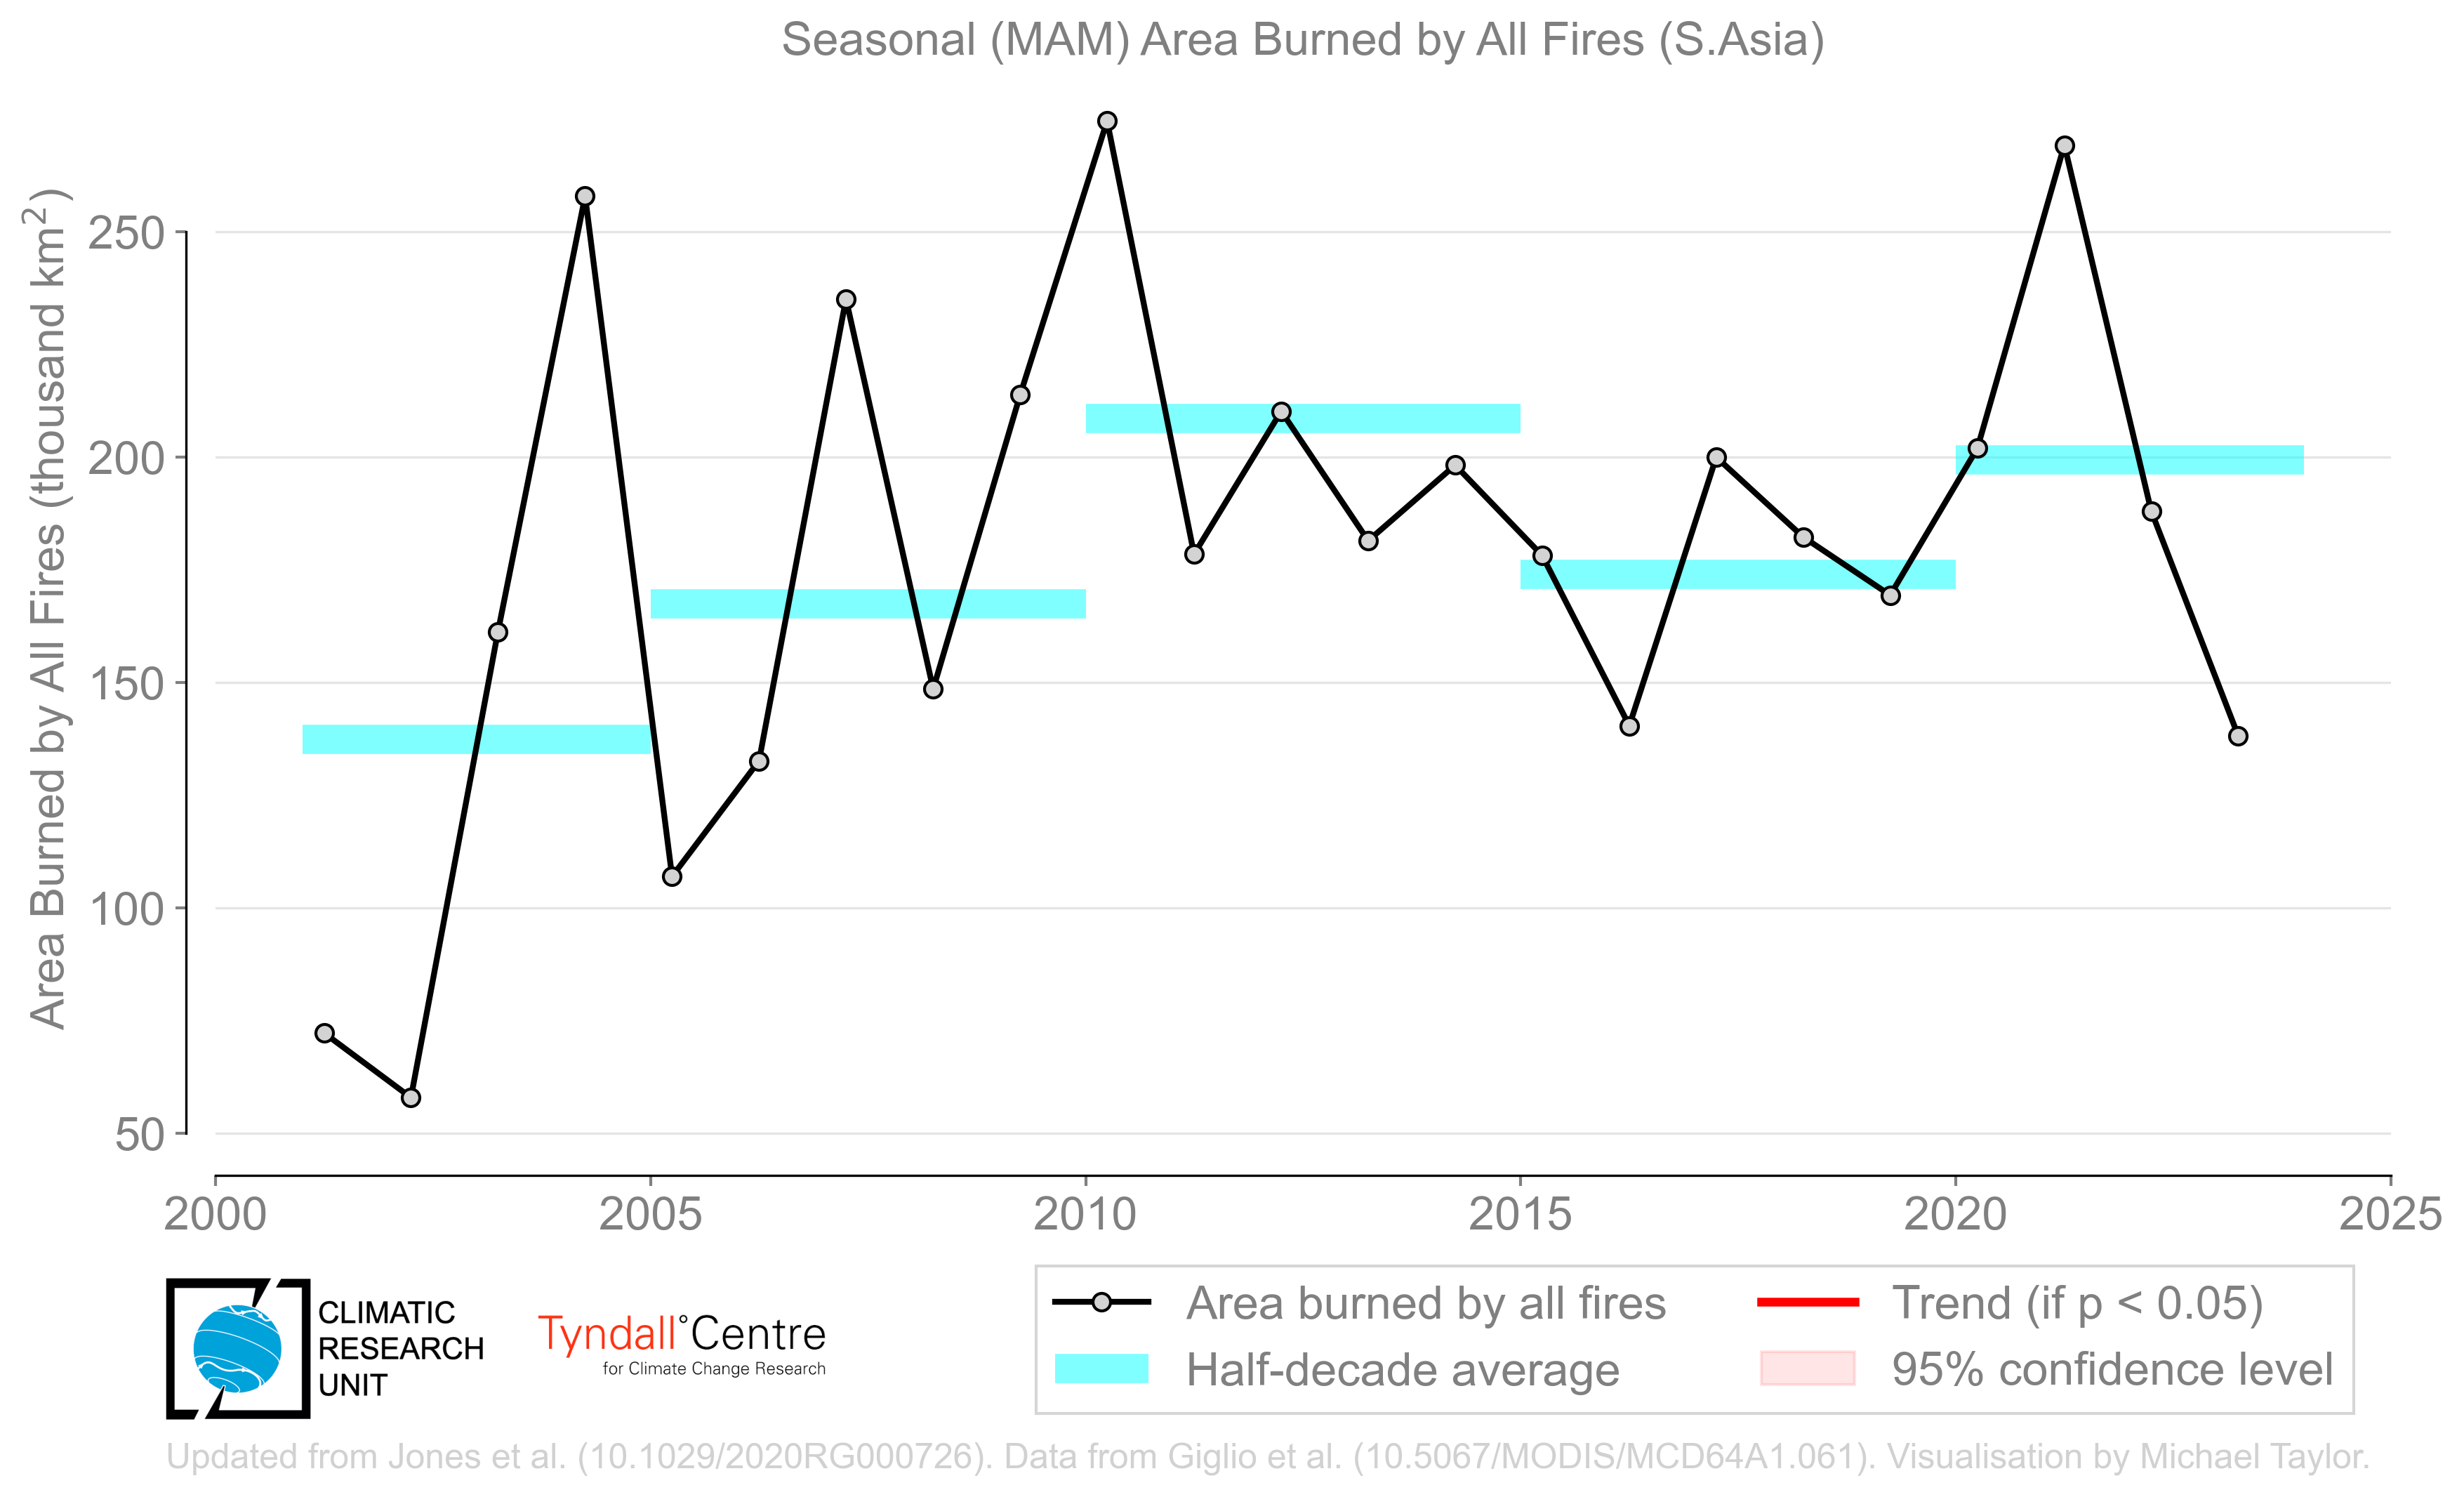 Seasonal (MAM) Area Burned by All Fires (S.Asia)
Area Burned by All Fires (thousand km²)
250
200
150
100
50
2000 2005 2010 2015 2020 2025
CLIMATIC
RESEARCH
UNIT
Tyndall°Centre
for Climate Change Research
Area burned by all fires
Half-decade average
Trend (if p < 0.05)
95% confidence level
Updated from Jones et al. (10.1029/2020RG000726). Data from Giglio et al. (10.5067/MODIS/MCD64A1.061). Visualisation by Michael Taylor.